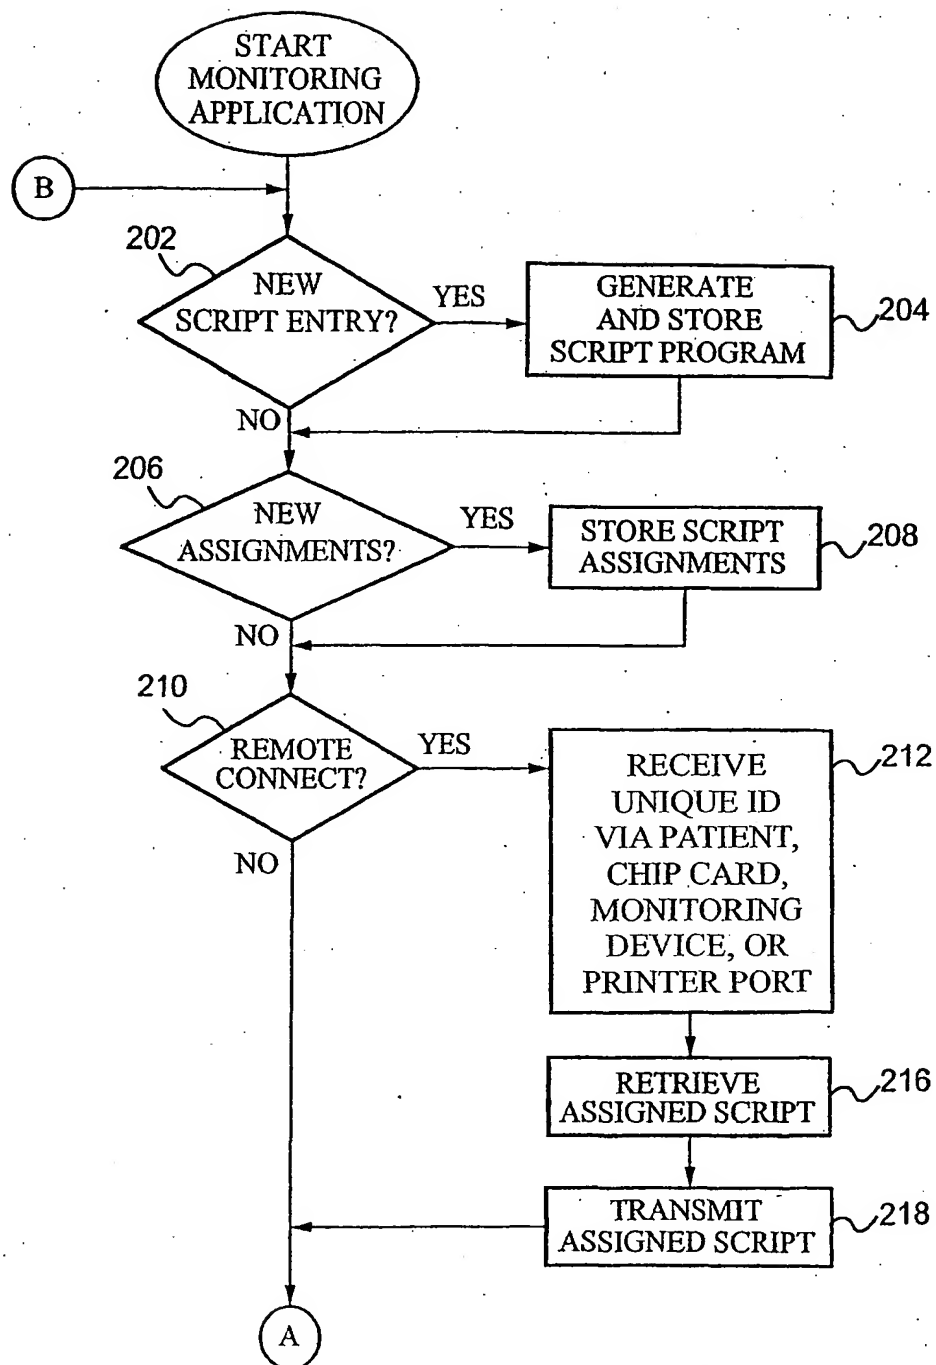 START
MONITORING
APPLICATION
B
202
NEW
SCRIPT ENTRY?
YES
GENERATE
AND STORE
SCRIPT PROGRAM
204
NO
206
NEW
ASSIGNMENTS?
YES
STORE SCRIPT
ASSIGNMENTS
208
NO
210
REMOTE
CONNECT?
YES
RECEIVE
UNIQUE ID
VIA PATIENT,
CHIP CARD,
MONITORING
DEVICE, OR
PRINTER PORT
212
NO
RETRIEVE
ASSIGNED SCRIPT
216
TRANSMIT
ASSIGNED SCRIPT
218
A